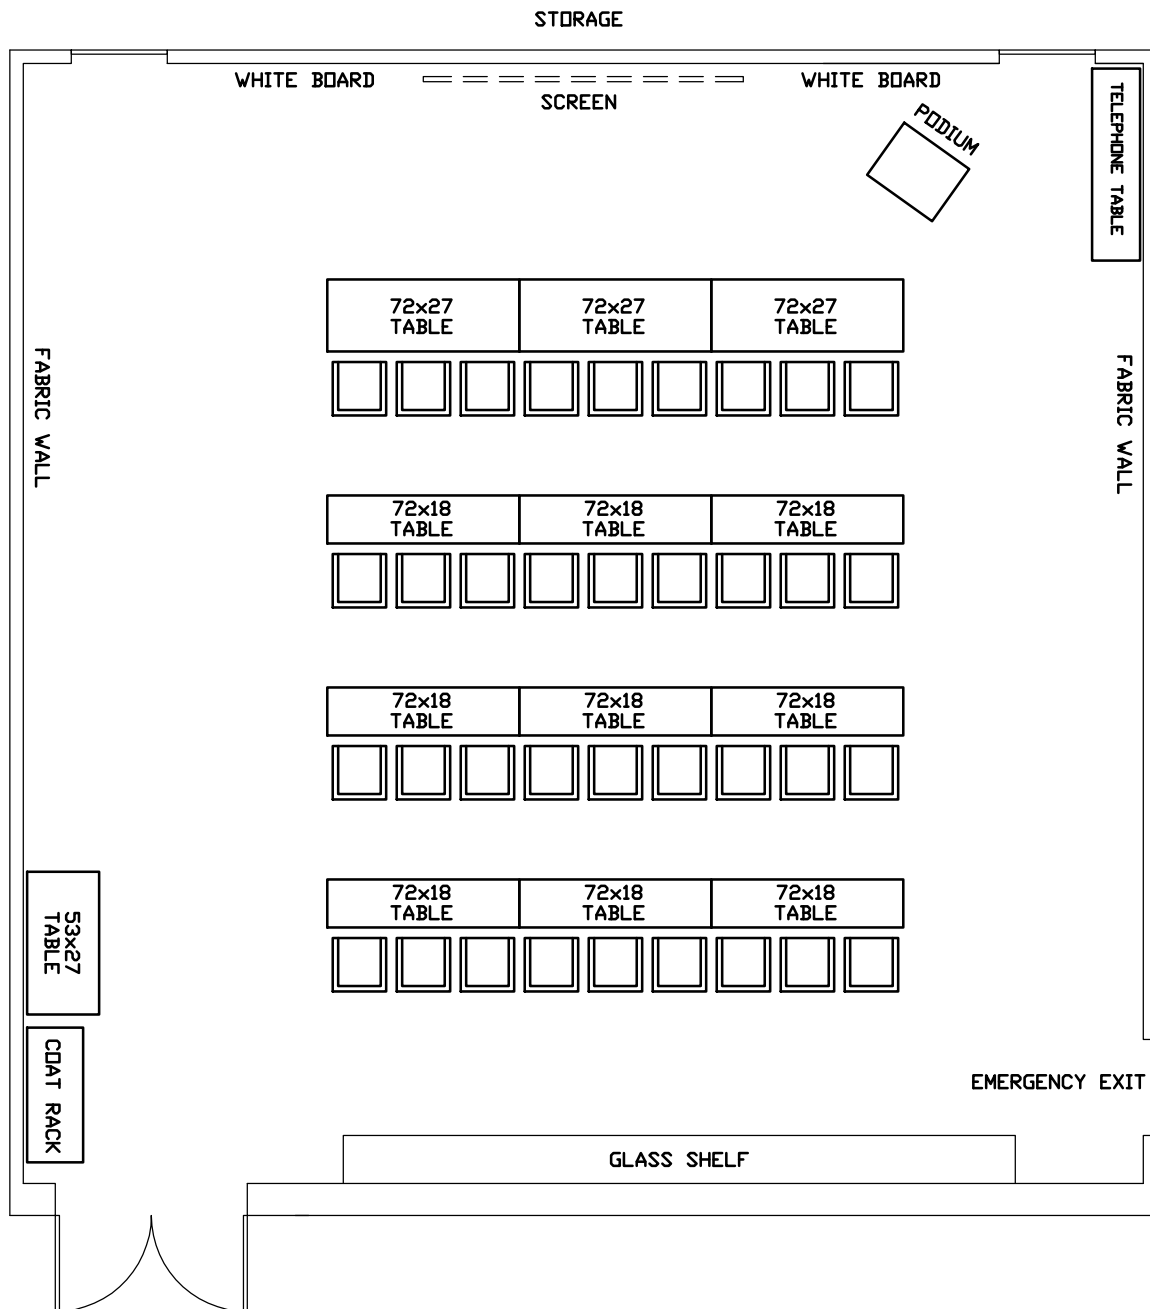 STORAGE
WHITE BOARD
WHITE BOARD
SCREEN
PODIUM
TELEPHONE TABLE
72x27
TABLE
72x27
TABLE
72x27
TABLE
FABRIC WALL
FABRIC WALL
72x18
TABLE
72x18
TABLE
72x18
TABLE
72x18
TABLE
72x18
TABLE
72x18
TABLE
72x18
TABLE
72x18
TABLE
72x18
TABLE
53x27
TABLE
COAT RACK
EMERGENCY EXIT
GLASS SHELF